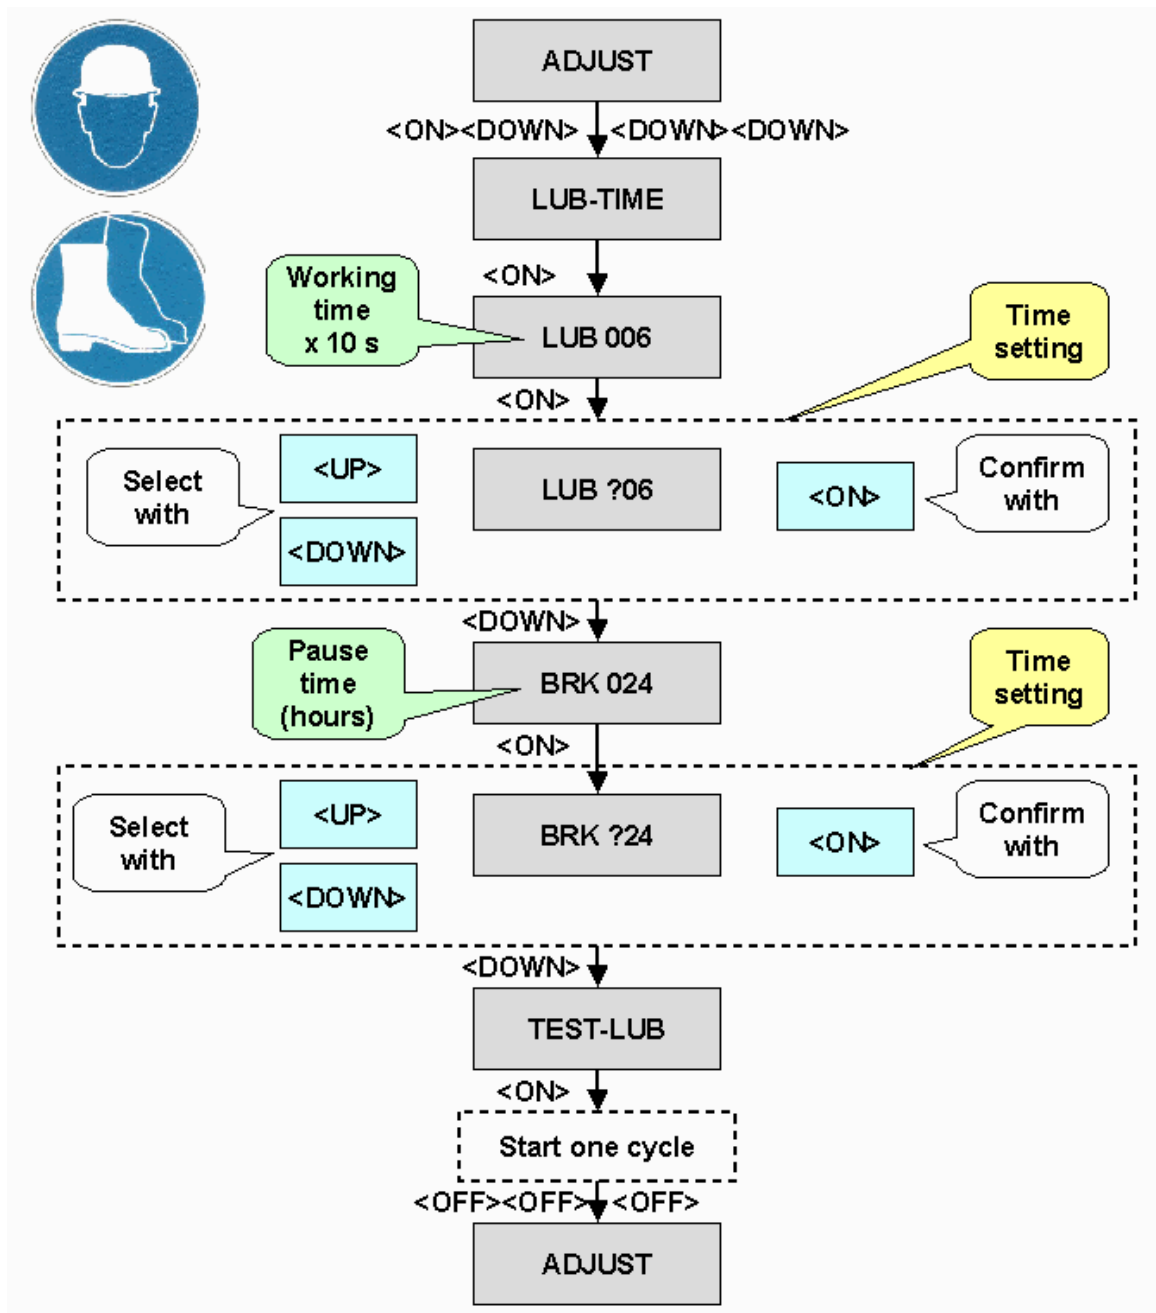 ADJUST
<ON><DOWN> <DOWN><DOWN>
LUB-TIME
<ON>
Working
time
x 10 s
LUB 006
Time
setting
<ON>
Select
with
<UP>
<DOWN>
LUB ?06
<ON>
Confirm
with
<DOWN>
Pause
time
(hours)
BRK 024
Time
setting
<ON>
Select
with
<UP>
<DOWN>
BRK ?24
<ON>
Confirm
with
<DOWN>
TEST-LUB
<ON>
Start one cycle
<OFF><OFF> <OFF>
ADJUST